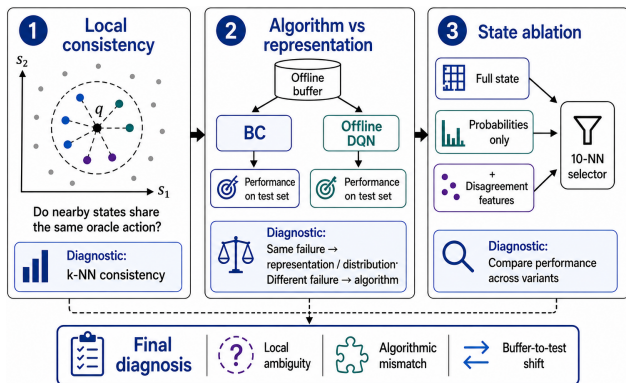 1
Local
consistency
s2
q
s1
Do nearby states share
the same oracle action?
Diagnostic:
k-NN consistency
2
Algorithm vs
representation
Offline
buffer
BC
Offline
DQN
Performance
on test set
Performance
on test set
Diagnostic:
Same failure →
representation / distribution·
Different failure → algorithm
3
State ablation
Full state
Probabilities
only
+
Disagreement
features
10-NN
selector
Diagnostic:
Compare performance
across variants
Final
diagnosis
?
Local
ambiguity
Algorithmic
mismatch
Buffer-to-test
shift